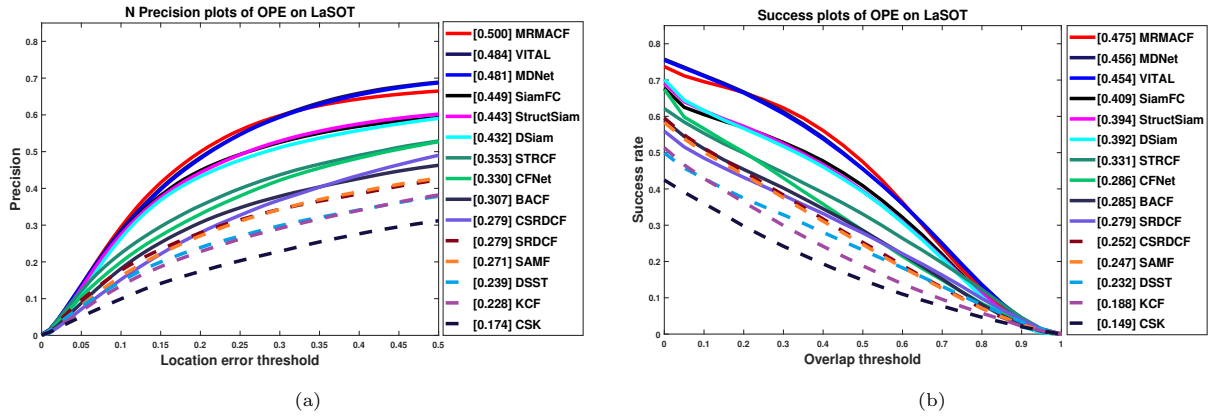 N Precision plots of OPE on LaSOT
0.8
0.7
0.6
0.5
0.4
0.3
0.2
0.1
0
Precision
0 0.05 0.1 0.15 0.2 0.25 0.3 0.35 0.4 0.45 0.5
Location error threshold
[0.500] MRMACF
[0.484] VITAL
[0.481] MDNet
[0.449] SiamFC
[0.443] StructSiam
[0.432] DSiam
[0.353] STRCF
[0.330] CFNet
[0.307] BACF
[0.279] CSRDCF
[0.279] SRDCF
[0.271] SAMF
[0.239] DSST
[0.228] KCF
[0.174] CSK
(a)
Success plots of OPE on LaSOT
0.8
0.7
0.6
0.5
0.4
0.3
0.2
0.1
0
Success rate
0 0.1 0.2 0.3 0.4 0.5 0.6 0.7 0.8 0.9 1
Overlap threshold
[0.475] MRMACF
[0.456] MDNet
[0.454] VITAL
[0.409] SiamFC
[0.394] StructSiam
[0.392] DSiam
[0.331] STRCF
[0.286] CFNet
[0.285] BACF
[0.279] SRDCF
[0.252] CSRDCF
[0.247] SAMF
[0.232] DSST
[0.188] KCF
[0.149] CSK
(b)